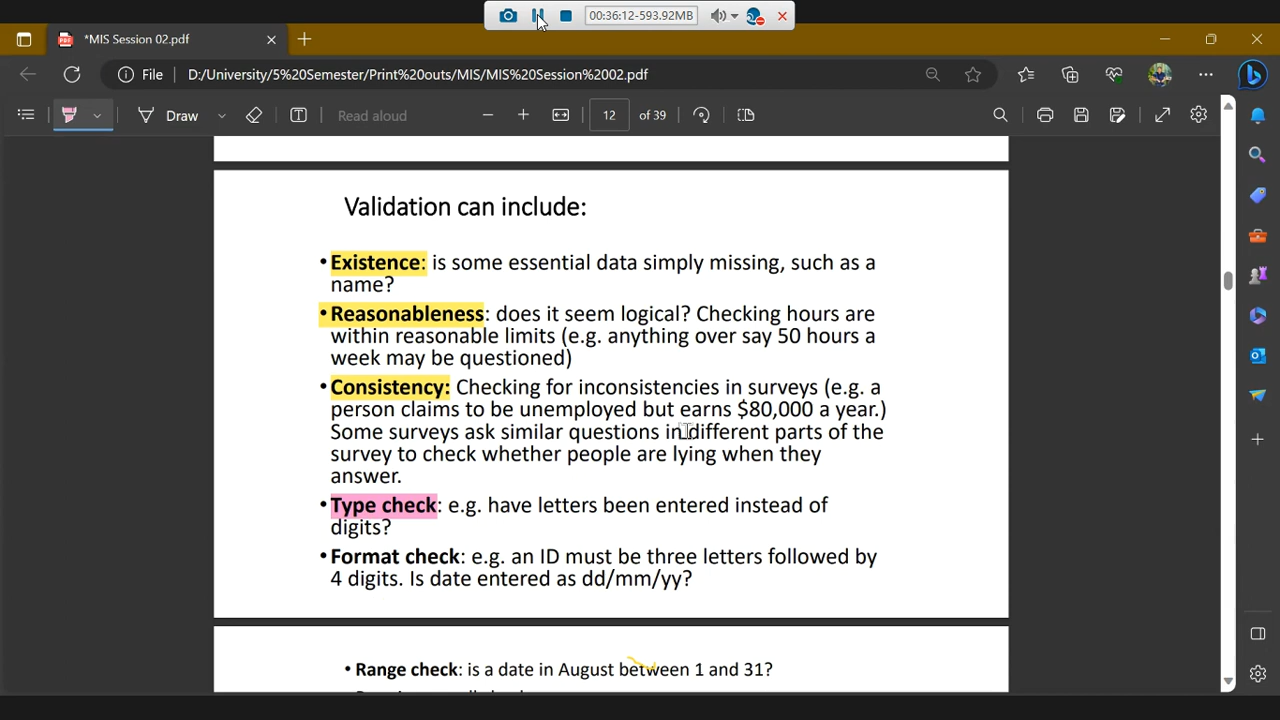 00:36:12-593.92MB
*MIS Session 02.pdf
File D:/University/5%20Semester/Print%20outs/MIS/MIS%20Session%2002.pdf
Draw Read aloud 12 of 39
Validation can include:
•Existence: is some essential data simply missing, such as a
name?
•Reasonableness: does it seem logical? Checking hours are
within reasonable limits (e.g. anything over say 50 hours a
week may be questioned)
•Consistency: Checking for inconsistencies in surveys (e.g. a
person claims to be unemployed but earns $80,000 a year.)
Some surveys ask similar questions in different parts of the
survey to check whether people are lying when they
answer.
•Type check: e.g. have letters been entered instead of
digits?
•Format check: e.g. an ID must be three letters followed by
4 digits. Is date entered as dd/mm/yy?
• Range check: is a date in August between 1 and 31?